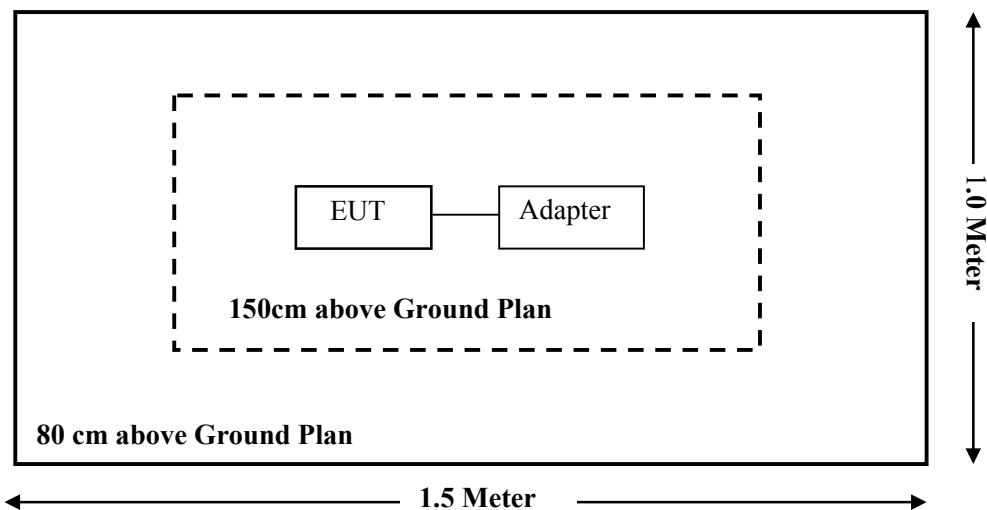 EUT
Adapter
150cm above Ground Plan
80 cm above Ground Plan
1.0 Meter
1.5 Meter